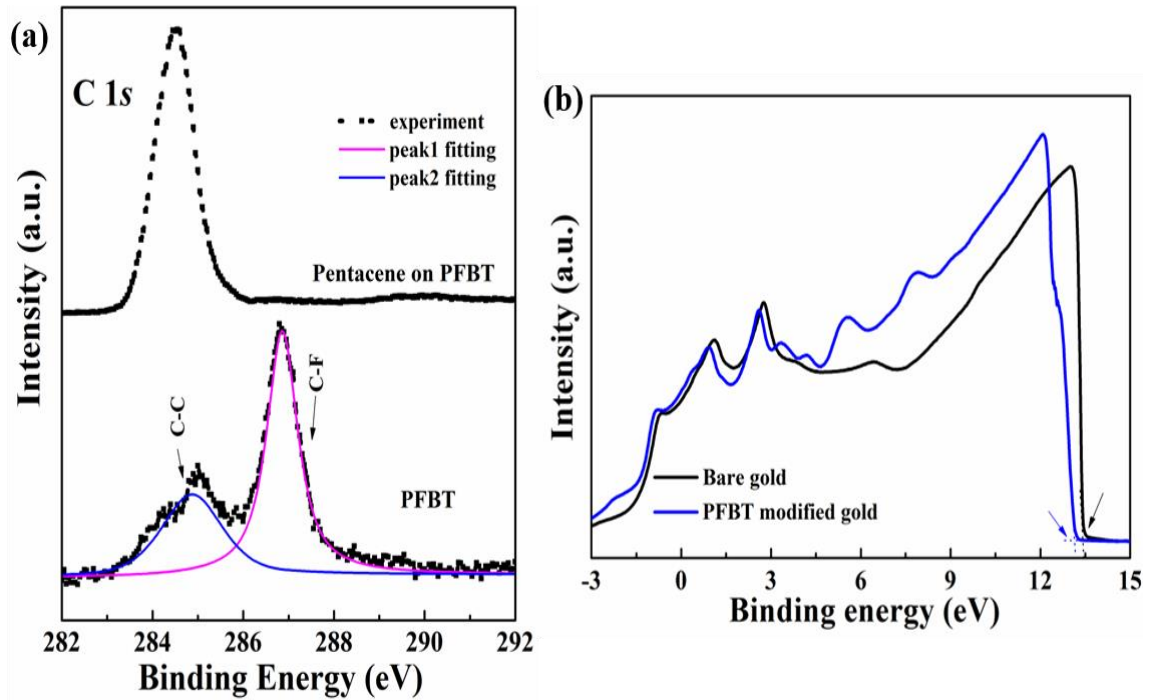 (a)
C 1s
experiment
peak1 fitting
peak2 fitting
Pentacene on PFBT
C-F
C-C
PFBT
Intensity (a.u.)
282 284 286 288 290 292
Binding Energy (eV)
(b)
Intensity (a.u.)
Bare gold
PFBT modified gold
-3 0 3 6 9 12 15
Binding energy (eV)